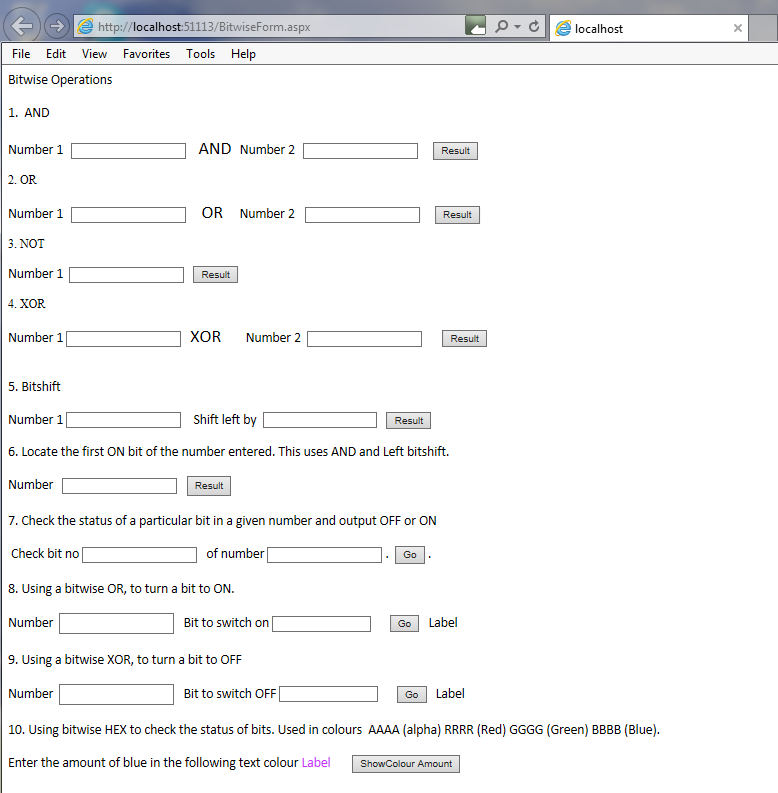 http://localhost:51113/BitwiseForm.aspx
localhost
File Edit View Favorites Tools Help
Bitwise Operations
1. AND
Number 1 AND Number 2 Result
2. OR
Number 1 OR Number 2 Result
3. NOT
Number 1 Result
4. XOR
Number 1 XOR Number 2 Result
5. Bitshift
Number 1 Shift left by Result
6. Locate the first ON bit of the number entered. This uses AND and Left bitshift.
Number Result
7. Check the status of a particular bit in a given number and output OFF or ON
Check bit no of number . Go .
8. Using a bitwise OR, to turn a bit to ON.
Number Bit to switch on Go Label
9. Using a bitwise XOR, to turn a bit to OFF
Number Bit to switch OFF Go Label
10. Using bitwise HEX to check the status of bits. Used in colours AAAA (alpha) RRRR (Red) GGGG (Green) BBBB (Blue).
Enter the amount of blue in the following text colour Label ShowColour Amount